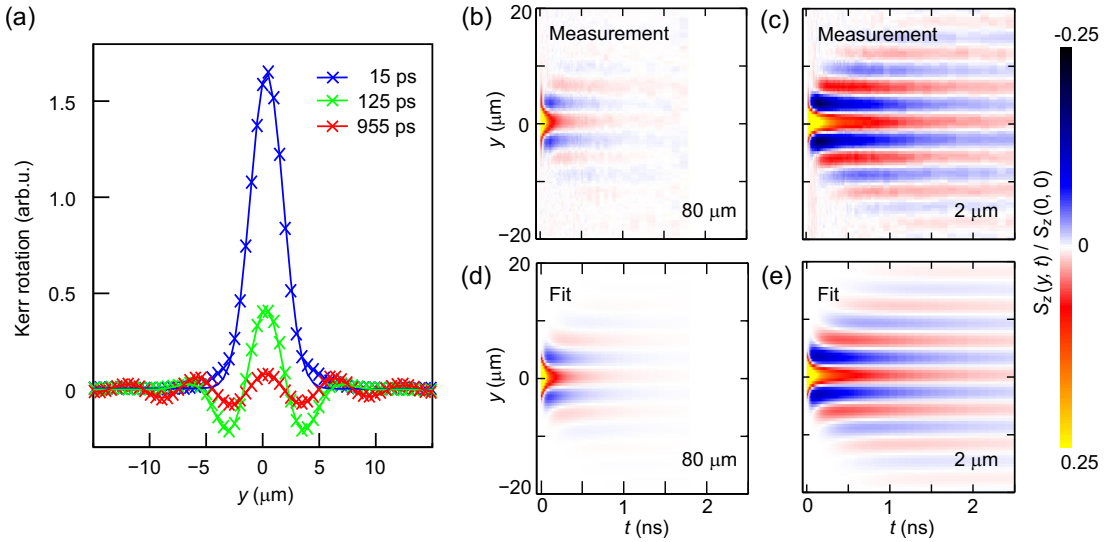 (a)
Kerr rotation (arb.u.)
1.5
1.0
0.5
0
15 ps
125 ps
955 ps
−10
−5
0
5
10
y (μm)
(b)
20
0
−20
y (μm)
Measurement
80 μm
(c)
Measurement
2 μm
(d)
20
0
−20
y (μm)
Fit
80 μm
0
1
2
t (ns)
(e)
Fit
2 μm
0
1
2
t (ns)
-0.25
0
0.25
Sz(y, t) / Sz(0, 0)